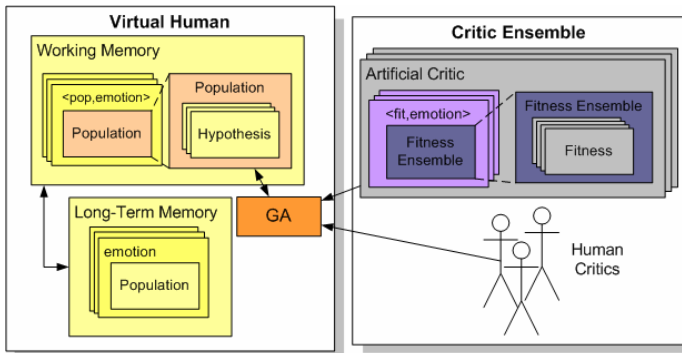 Virtual Human
Working Memory
<pop,emotion>
Population
Population
Hypothesis
Long-Term Memory
emotion
Population
GA
Critic Ensemble
Artificial Critic
<fit,emotion>
Fitness
Ensemble
Fitness Ensemble
Fitness
Human
Critics